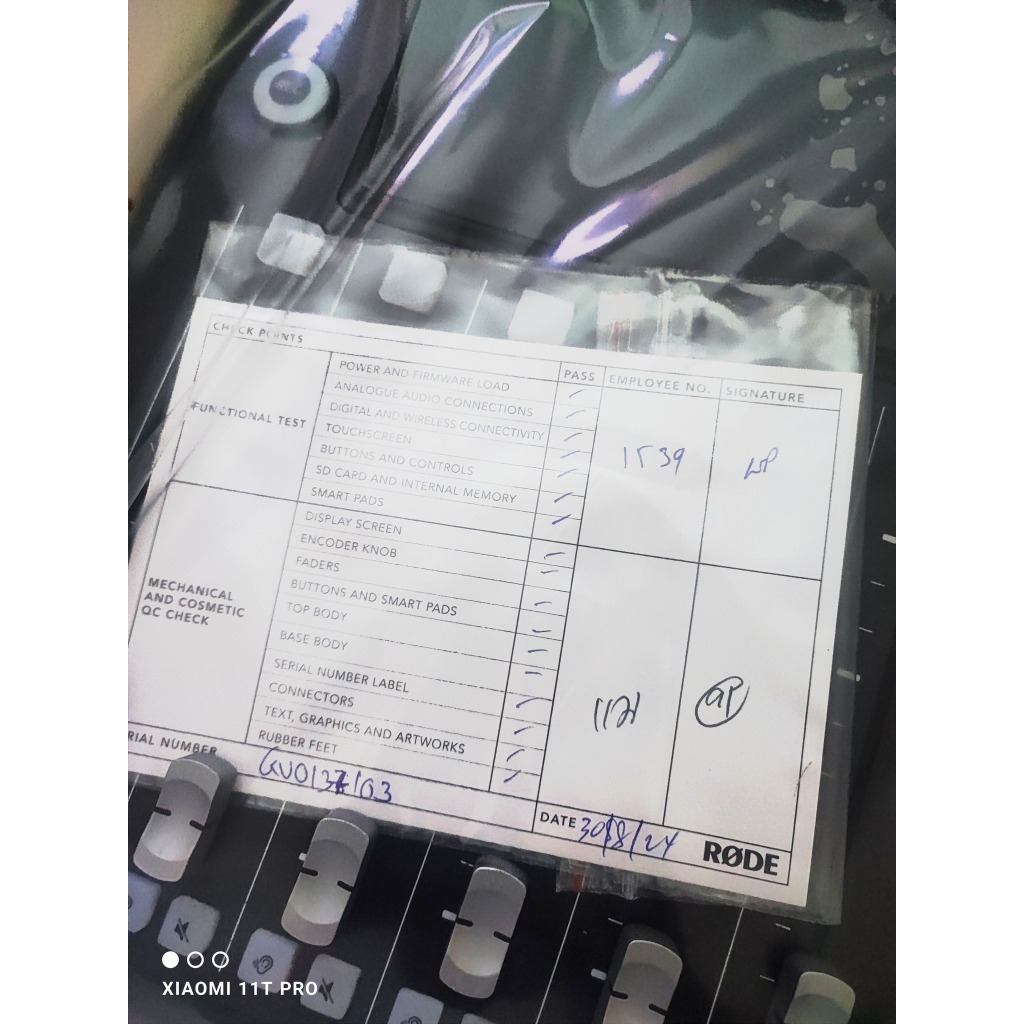 CHECK POINTS
PASS
EMPLOYEE NO.
SIGNATURE
FUNCTIONAL TEST
POWER AND FIRMWARE LOAD
ANALOGUE AUDIO CONNECTIONS
DIGITAL AND WIRELESS CONNECTIVITY
TOUCHSCREEN
BUTTONS AND CONTROLS
SD CARD AND INTERNAL MEMORY
SMART PADS
1539
MECHANICAL
AND COSMETIC
QC CHECK
DISPLAY SCREEN
ENCODER KNOB
FADERS
BUTTONS AND SMART PADS
TOP BODY
BASE BODY
SERIAL NUMBER LABEL
CONNECTORS
TEXT, GRAPHICS AND ARTWORKS
RUBBER FEET
RIAL NUMBER
DATE 30/8/24
RØDE
XIAOMI 11T PRO